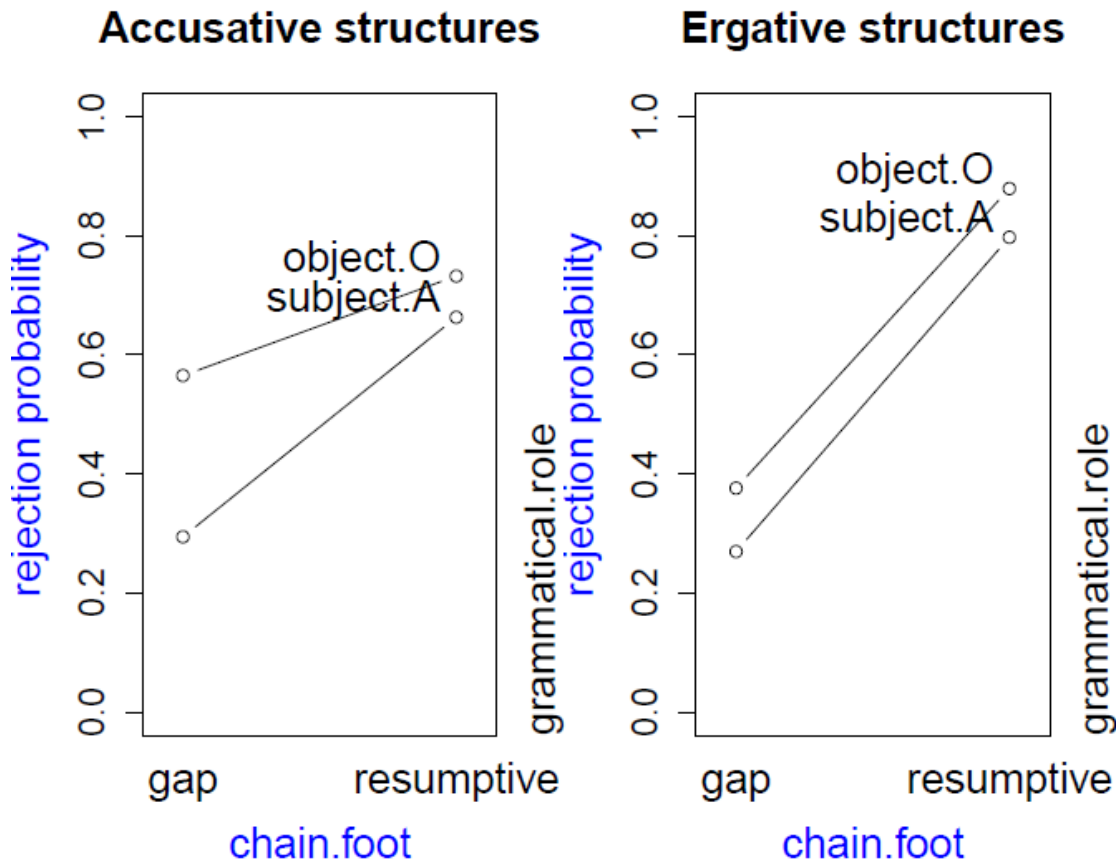 Accusative structures
rejection probability
1.0
0.8
0.6
0.4
0.2
0.0
object.O
subject.A
grammatical.role
gap resumptive
chain.foot
Ergative structures
rejection probability
1.0
0.8
0.6
0.4
0.2
0.0
object.O
subject.A
grammatical.role
gap resumptive
chain.foot